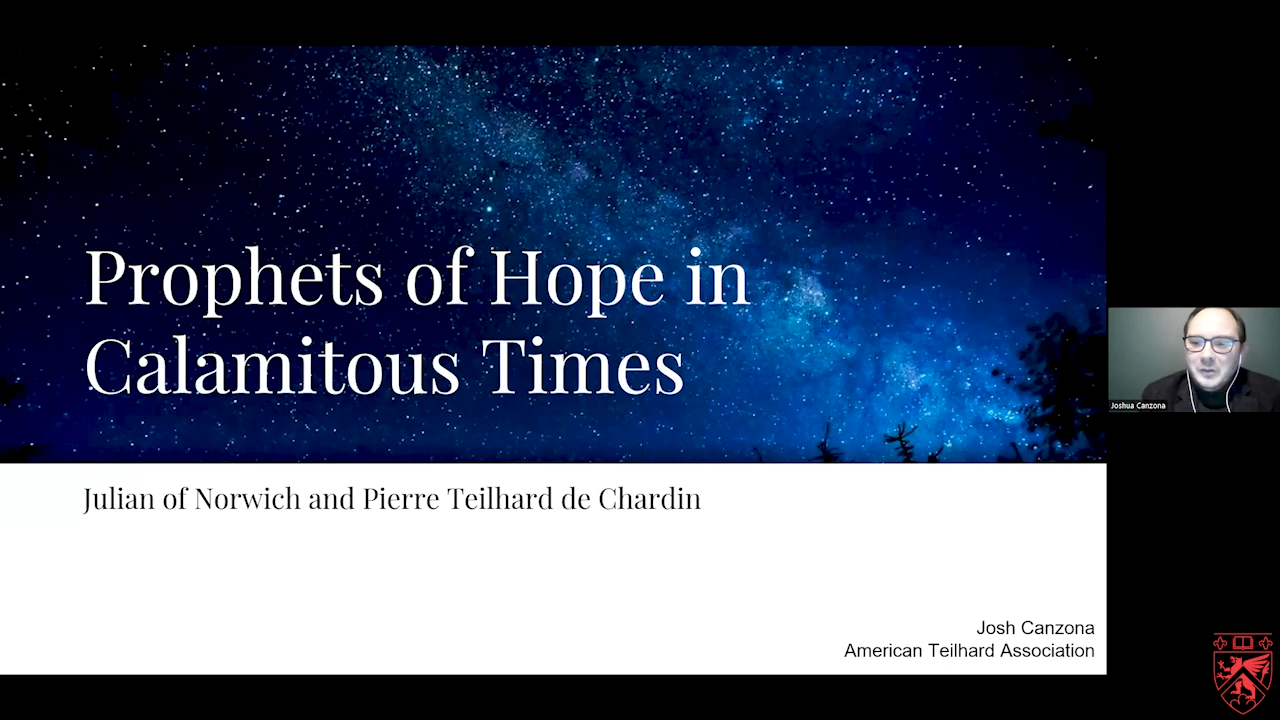 Prophets of Hope in
Calamitous Times
Julian of Norwich and Pierre Teilhard de Chardin
Josh Canzona
American Teilhard Association
Joshua Canzona